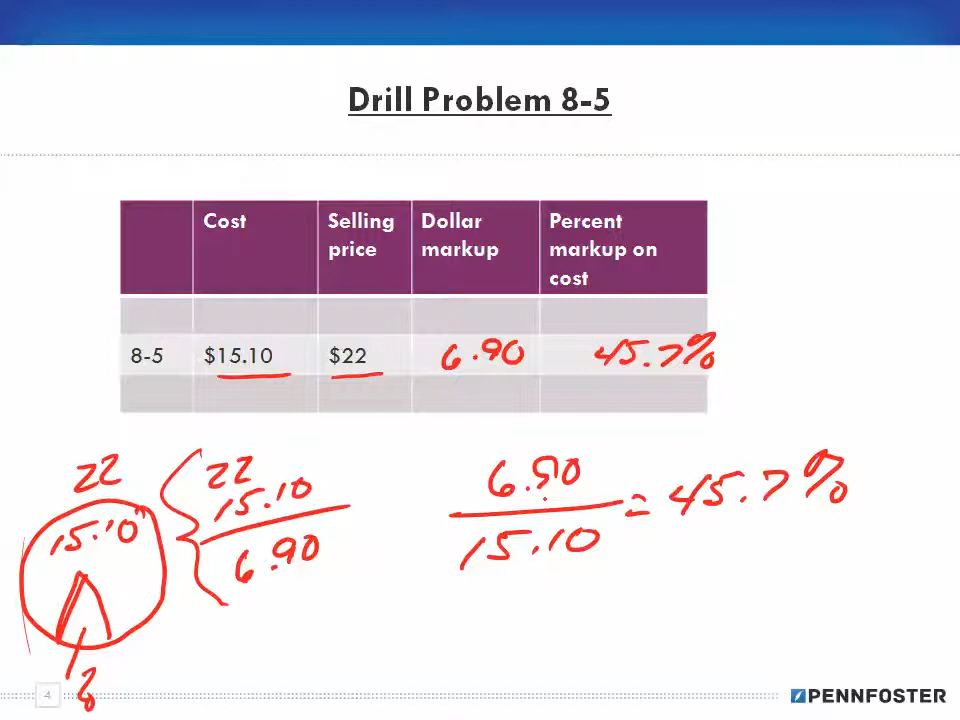 Drill Problem 8-5
Cost Selling price Dollar markup Percent markup on cost
8-5 $15.10 $22 6.90 45.7%
22
15.10
22
15.10
6.90
6.90
15.10
= 45.7%
4
PENNFOSTER